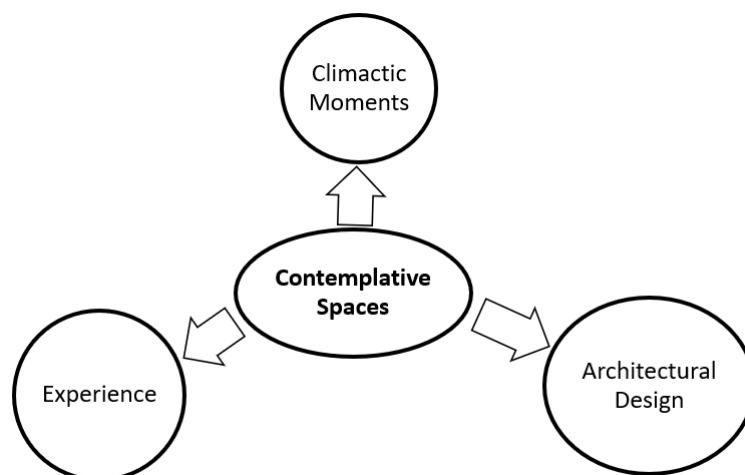 Climactic
Moments
Contemplative
Spaces
Experience
Architectural
Design